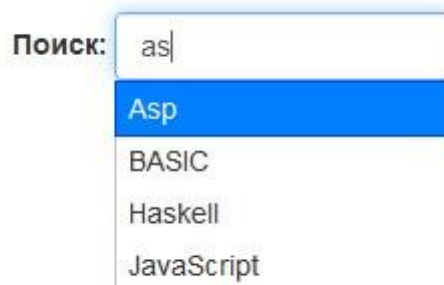 Поиск: as
Asp
BASIC
Haskell
JavaScript